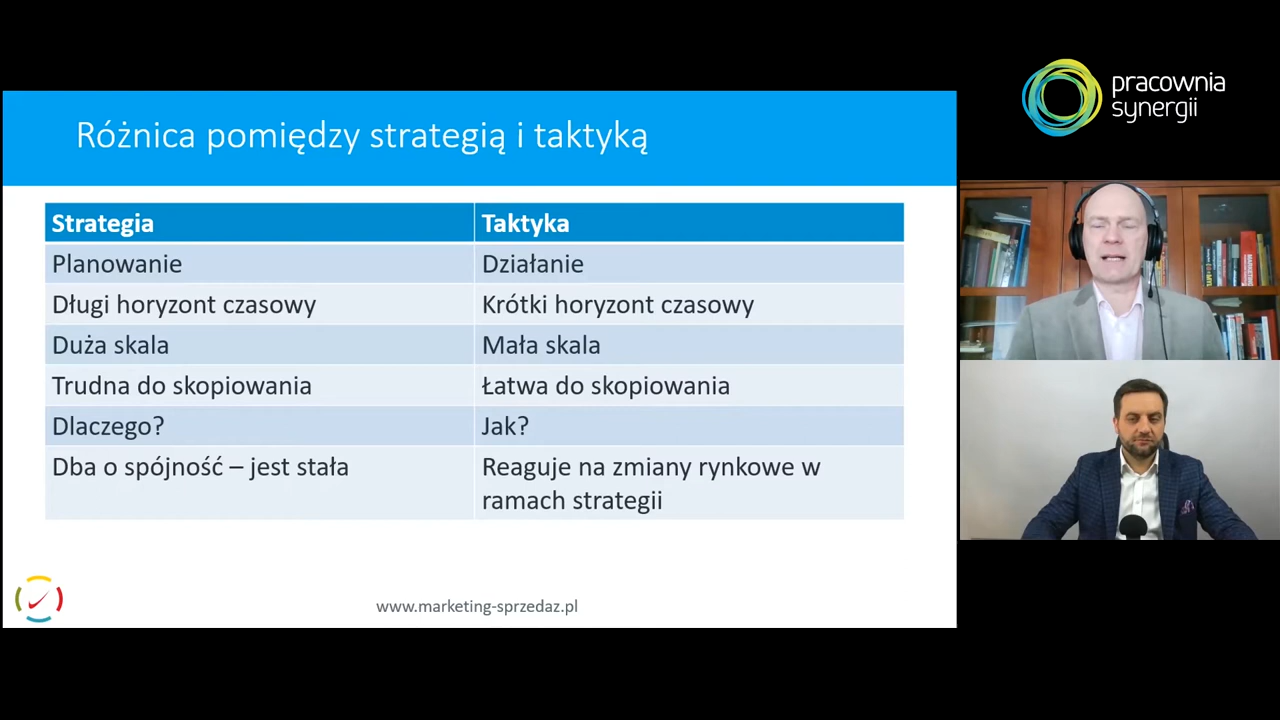 pracownia
synergii
Różnica pomiędzy strategią i taktyką
Strategia
Taktyka
Planowanie
Działanie
Długi horyzont czasowy
Krótki horyzont czasowy
Duża skala
Mała skala
Trudna do skopiowania
Łatwa do skopiowania
Dlaczego?
Jak?
Dba o spójność – jest stała
Reaguje na zmiany rynkowe w
ramach strategii
www.marketing-sprzedaz.pl